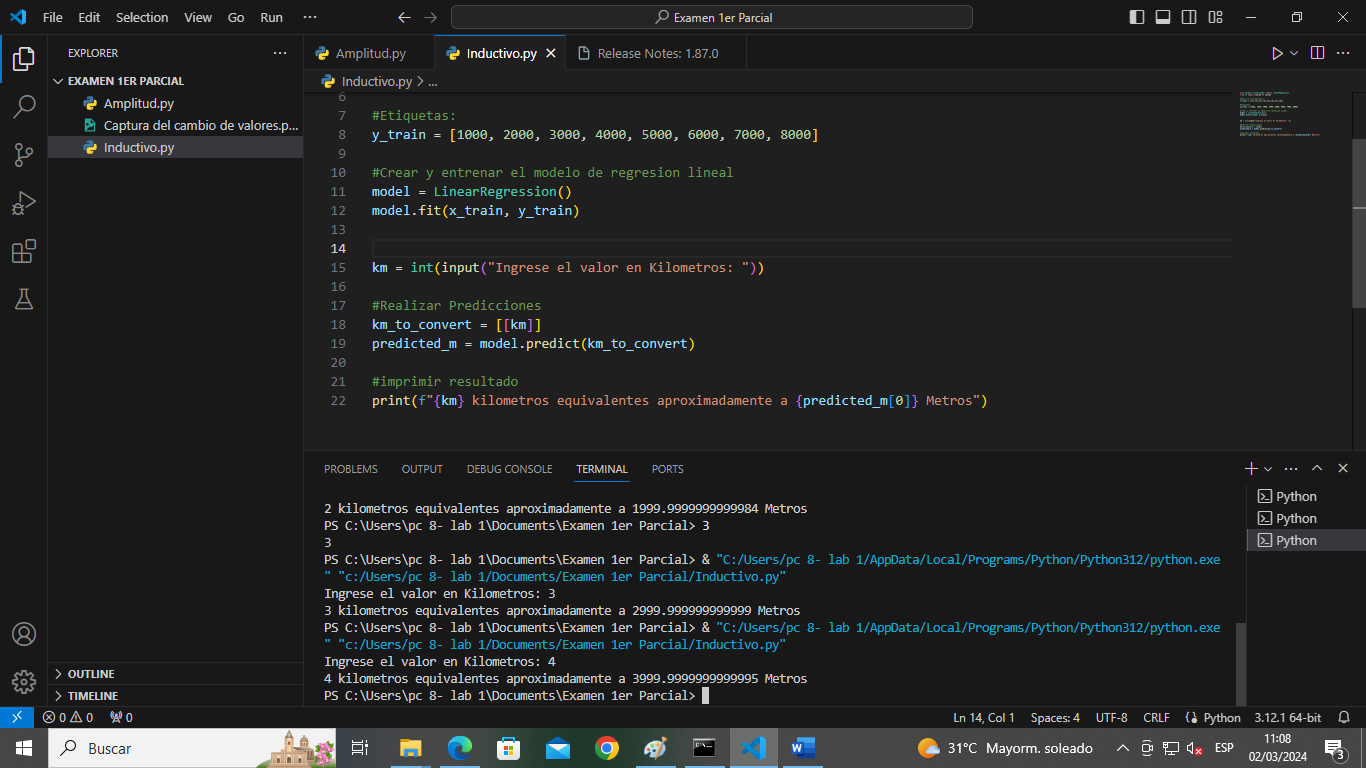 File Edit Selection View Go Run ...
Examen 1er Parcial
EXPLORER
EXAMEN 1ER PARCIAL
Amplitud.py
Captura del cambio de valores.p...
Inductivo.py
OUTLINE
TIMELINE
Amplitud.py
Inductivo.py
Release Notes: 1.87.0
Inductivo.py > ...
6
7 #Etiquetas:
8 y_train = [1000, 2000, 3000, 4000, 5000, 6000, 7000, 8000]
9
10 #Crear y entrenar el modelo de regresion lineal
11 model = LinearRegression()
12 model.fit(x_train, y_train)
13
14
15 km = int(input("Ingrese el valor en Kilometros: "))
16
17 #Realizar Predicciones
18 km_to_convert = [[km]]
19 predicted_m = model.predict(km_to_convert)
20
21 #imprimir resultado
22 print(f"{km} kilometros equivalentes aproximadamente a {predicted_m[0]} Metros")
PROBLEMS OUTPUT DEBUG CONSOLE TERMINAL PORTS
2 kilometros equivalentes aproximadamente a 1999.9999999999984 Metros
PS C:\Users\pc 8- lab 1\Documents\Examen 1er Parcial> 3
3
PS C:\Users\pc 8- lab 1\Documents\Examen 1er Parcial> & "C:/Users/pc 8- lab 1/AppData/Local/Programs/Python/Python312/python.exe
" "c:/Users/pc 8- lab 1/Documents/Examen 1er Parcial/Inductivo.py"
Ingrese el valor en Kilometros: 3
3 kilometros equivalentes aproximadamente a 2999.999999999999 Metros
PS C:\Users\pc 8- lab 1\Documents\Examen 1er Parcial> & "C:/Users/pc 8- lab 1/AppData/Local/Programs/Python/Python312/python.exe
" "c:/Users/pc 8- lab 1/Documents/Examen 1er Parcial/Inductivo.py"
Ingrese el valor en Kilometros: 4
4 kilometros equivalentes aproximadamente a 3999.9999999999995 Metros
PS C:\Users\pc 8- lab 1\Documents\Examen 1er Parcial>
Python
Python
Python
0 0 0
Ln 14, Col 1 Spaces: 4 UTF-8 CRLF Python 3.12.1 64-bit
Buscar
31°C Mayorm. soleado
ESP
11:08
02/03/2024
3